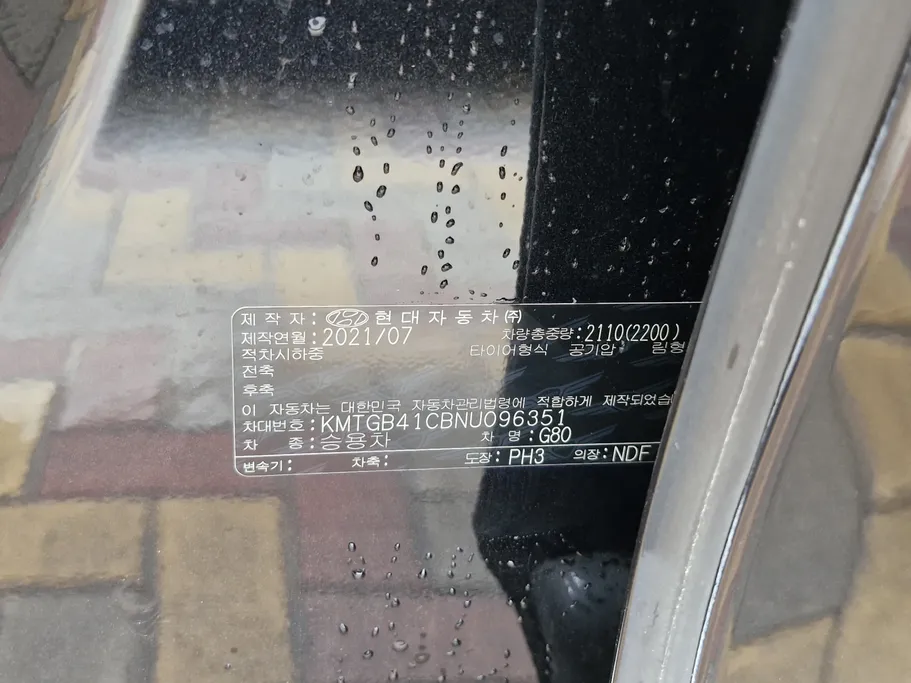 제 작 자 : 현 대 자 동 차 ㈜
제작연월 : 2021/07 차량총중량 : 2110(2200)
적차시하중 타이어형식 공기압 림형
전축
후축
이 자동차는 대한민국 자동차관리법령에 적합하게 제작되었습
차대번호 : KMTGB41CBNU096351
차 종 : 승용차 차 명 : G80
변속기 : 차축 : 도장 : PH3 의장 : NDF